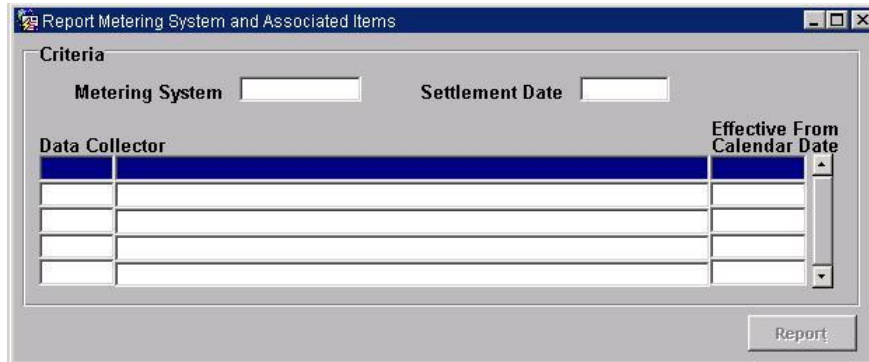 Report Metering System and Associated Items
Criteria
Metering System
Settlement Date
Data Collector
Effective From
Calendar Date
Report